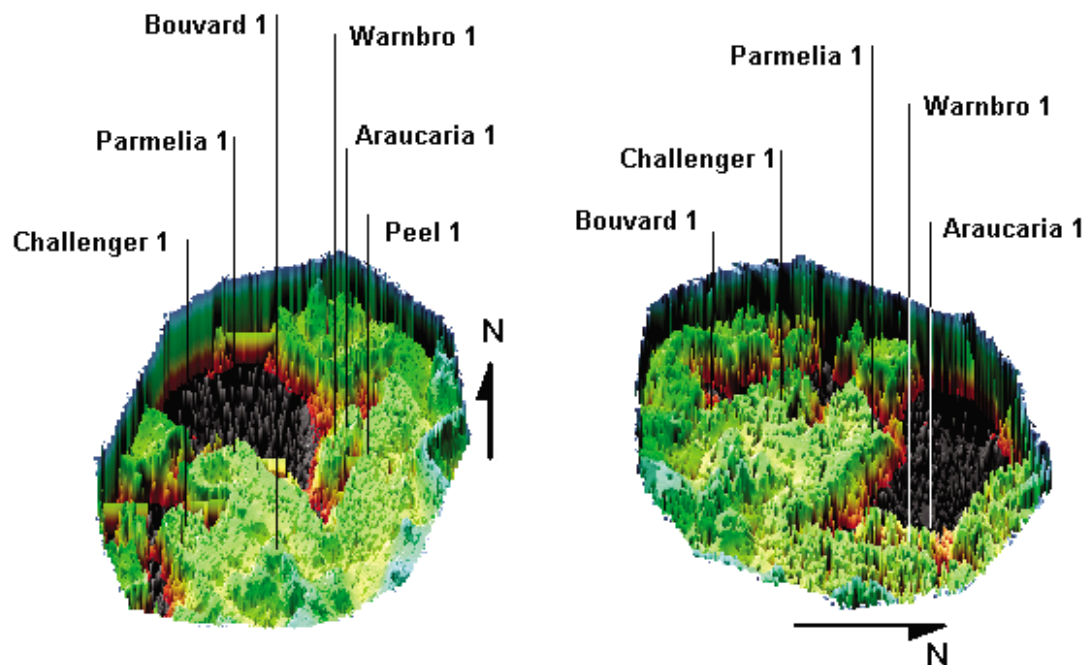 Bouvard 1
Warnbro 1
Parmelia 1
Araucaria 1
Challenger 1
Peel 1
N
Parmelia 1
Warnbro 1
Challenger 1
Bouvard 1
Araucaria 1
N